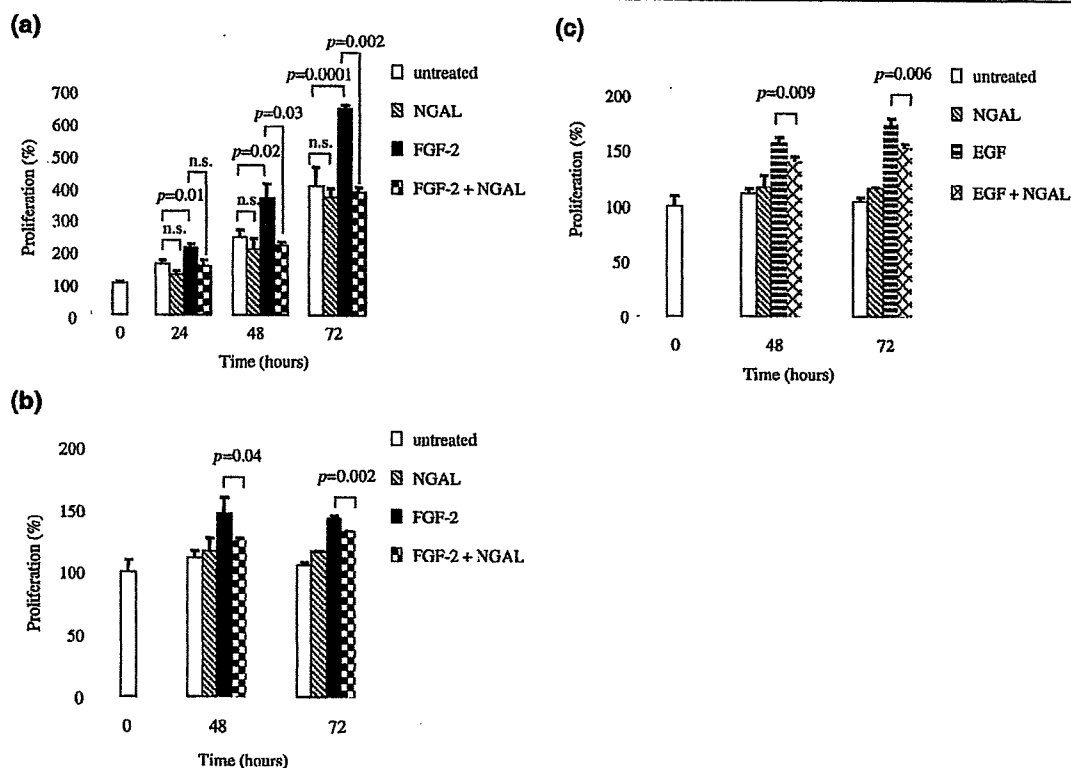 (a)
p=0.002
p=0.0001
p=0.03
n.s.
p=0.02
n.s.
p=0.01
n.s.
n.s.
700
600
500
400
300
200
100
0
Proliferation (%)
0 24 48 72
Time (hours)
untreated
NGAL
FGF-2
FGF-2 + NGAL
(b)
p=0.04
p=0.002
200
150
100
50
0
Proliferation (%)
0 48 72
Time (hours)
untreated
NGAL
FGF-2
FGF-2 + NGAL
(c)
p=0.006
p=0.009
200
150
100
50
0
Proliferation (%)
0 48 72
Time (hours)
untreated
NGAL
EGF
EGF + NGAL